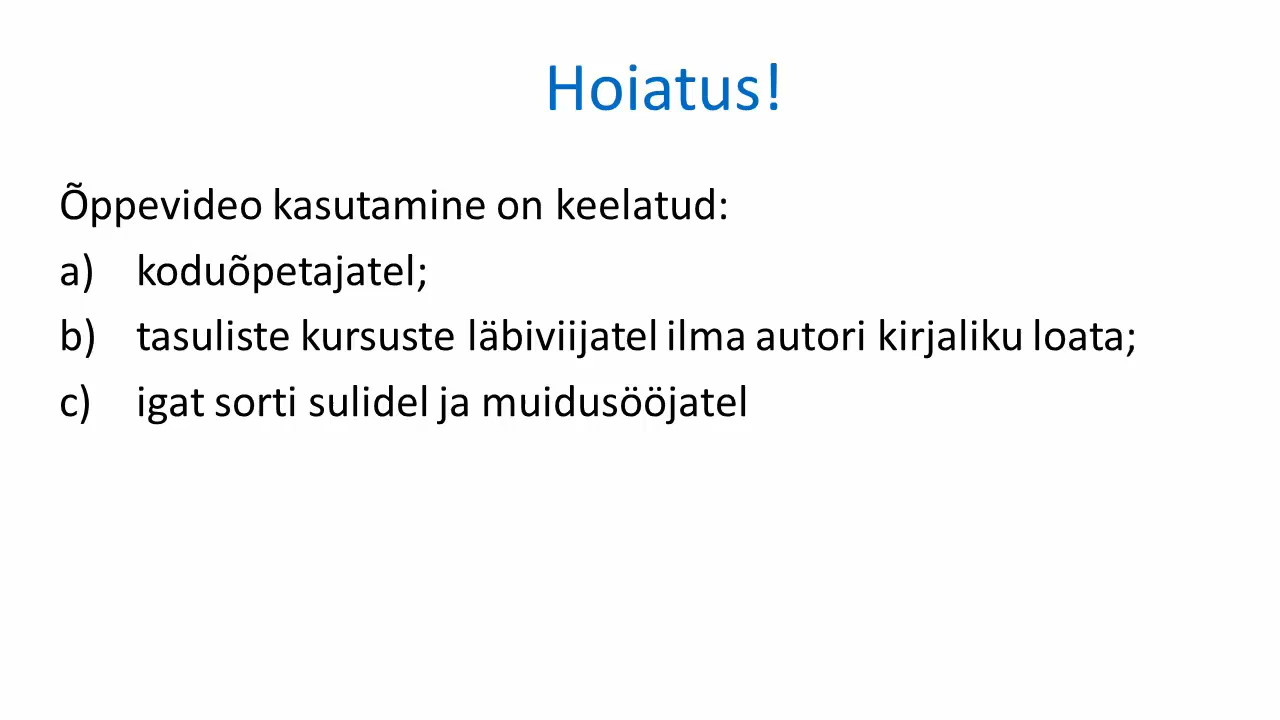 Hoiatus!
Õppevideo kasutamine on keelatud:
a) koduõpetajatel;
b) tasuliste kursuste läbiviijatel ilma autori kirjaliku loata;
c) igat sorti sulidel ja muidusööjatel